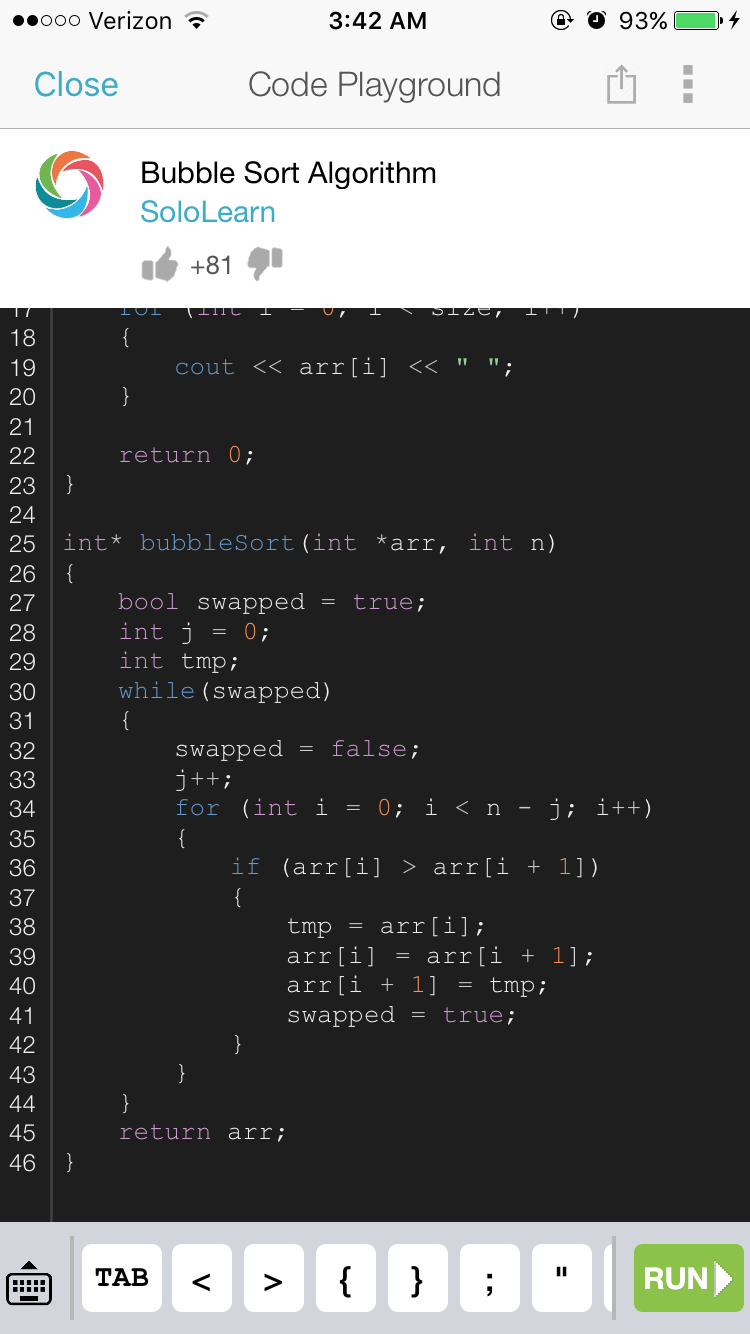 Verizon 3:42 AM 93%
Close Code Playground
Bubble Sort Algorithm
SoloLearn
+81
17 for (int i = 0; i < size; i++)
18 {
19 cout << arr[i] << " ";
20 }
21
22 return 0;
23 }
24
25 int* bubbleSort(int *arr, int n)
26 {
27 bool swapped = true;
28 int j = 0;
29 int tmp;
30 while(swapped)
31 {
32 swapped = false;
33 j++;
34 for (int i = 0; i < n - j; i++)
35 {
36 if (arr[i] > arr[i + 1])
37 {
38 tmp = arr[i];
39 arr[i] = arr[i + 1];
40 arr[i + 1] = tmp;
41 swapped = true;
42 }
43 }
44 }
45 return arr;
46 }
TAB < > { } ; " RUN